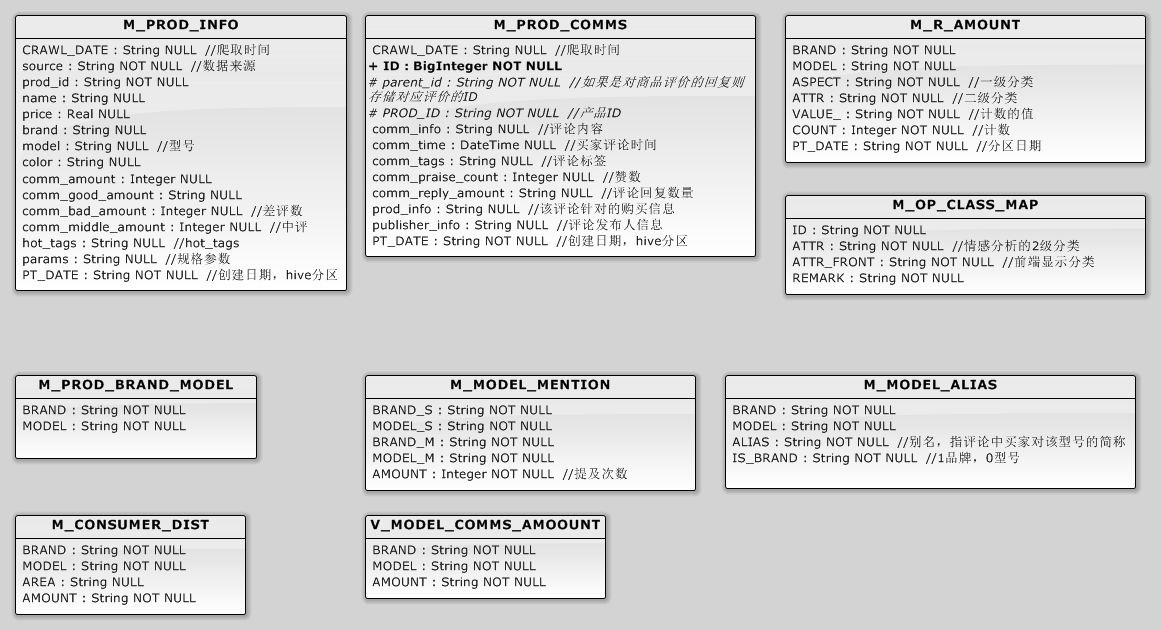 M_PROD_INFO
CRAWL_DATE : String NULL //爬取时间
source : String NOT NULL //数据来源
prod_id : String NOT NULL
name : String NULL
price : Real NULL
brand : String NULL
model : String NULL //型号
color : String NULL
comm_amount : Integer NULL
comm_good_amount : String NULL
comm_bad_amount : Integer NULL //差评数
comm_middle_amount : Integer NULL //中评
hot_tags : String NULL //hot_tags
params : String NULL //规格参数
PT_DATE : String NOT NULL //创建日期，hive分区
M_PROD_COMMS
CRAWL_DATE : String NULL //爬取时间
+ ID : BigInteger NOT NULL
# parent_id : String NOT NULL //如果是对商品评价的回复则
存储对应评价的ID
# PROD_ID : String NOT NULL //产品ID
comm_info : String NULL //评论内容
comm_time : DateTime NULL //买家评论时间
comm_tags : String NULL //评论标签
comm_praise_count : Integer NULL //赞数
comm_reply_amount : String NULL //评论回复数量
prod_info : String NULL //该评论针对的购买信息
publisher_info : String NULL //评论发布人信息
PT_DATE : String NULL //创建日期，hive分区
M_R_AMOUNT
BRAND : String NOT NULL
MODEL : String NOT NULL
ASPECT : String NOT NULL //一级分类
ATTR : String NOT NULL //二级分类
VALUE_ : String NOT NULL //计数的值
COUNT : Integer NOT NULL //计数
PT_DATE : String NOT NULL //分区日期
M_OP_CLASS_MAP
ID : String NOT NULL
ATTR : String NOT NULL //情感分析的2级分类
ATTR_FRONT : String NOT NULL //前端显示分类
REMARK : String NOT NULL
M_PROD_BRAND_MODEL
BRAND : String NOT NULL
MODEL : String NOT NULL
M_MODEL_MENTION
BRAND_S : String NOT NULL
MODEL_S : String NOT NULL
BRAND_M : String NOT NULL
MODEL_M : String NOT NULL
AMOUNT : Integer NOT NULL //提及次数
M_MODEL_ALIAS
BRAND : String NOT NULL
MODEL : String NOT NULL
ALIAS : String NOT NULL //别名，指评论中买家对该型号的简称
IS_BRAND : String NOT NULL //1品牌，0型号
M_CONSUMER_DIST
BRAND : String NOT NULL
MODEL : String NOT NULL
AREA : String NULL
AMOUNT : String NOT NULL
V_MODEL_COMMS_AMOOUNT
BRAND : String NOT NULL
MODEL : String NOT NULL
AMOUNT : String NOT NULL